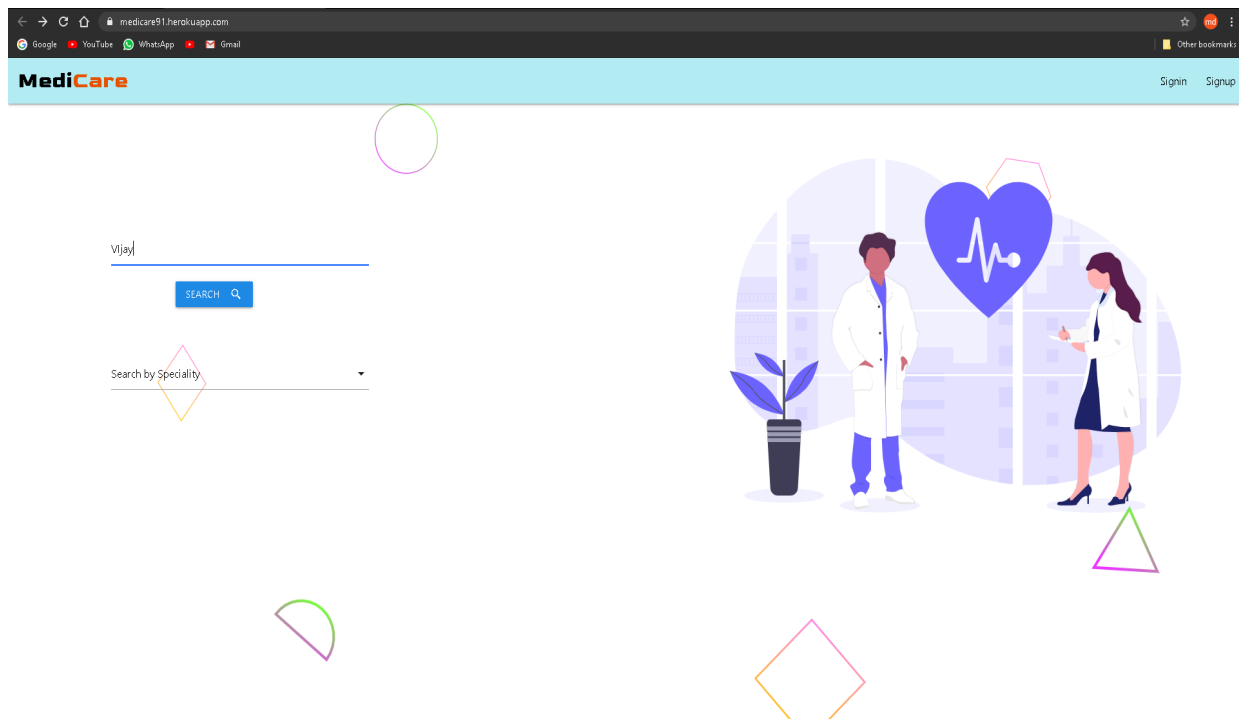 medicare91.herokuapp.com
md
Google YouTube WhatsApp Gmail Other bookmarks
MediCare Signin Signup
VIjay
SEARCH
Search by Speciality